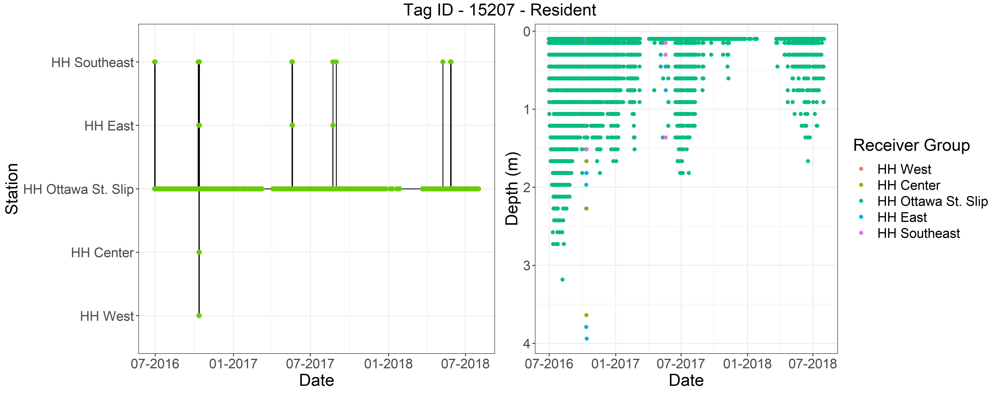 Tag ID - 15207 - Resident
Station
HH Southeast
HH East
HH Ottawa St. Slip
HH Center
HH West
07-2016 01-2017 07-2017 01-2018 07-2018
Date
Depth (m)
0
1
2
3
4
07-2016 01-2017 07-2017 01-2018 07-2018
Date
Receiver Group
HH West
HH Center
HH Ottawa St. Slip
HH East
HH Southeast